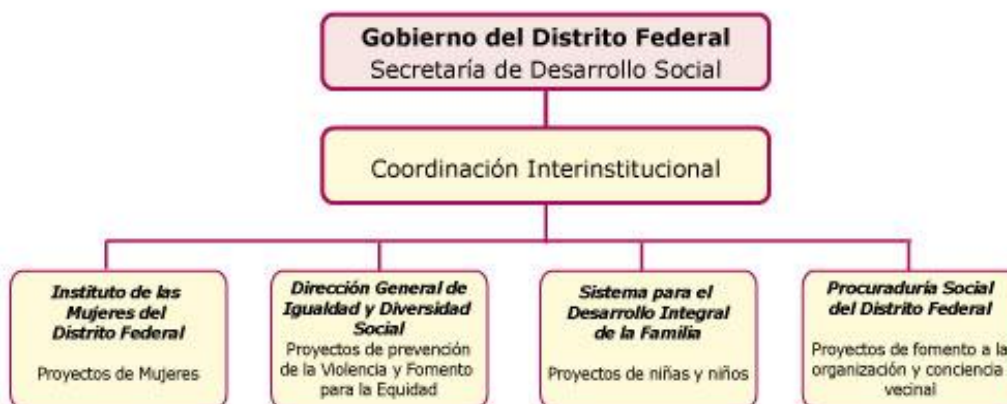 Gobierno del Distrito Federal
Secretaría de Desarrollo Social
Coordinación Interinstitucional
Instituto de las
Mujeres del
Distrito Federal
Proyectos de Mujeres
Dirección General de
Igualdad y Diversidad
Social
Proyectos de prevención
de la Violencia y Fomento
para la Equidad
Sistema para el
Desarrollo Integral
de la Familia
Proyectos de niñas y niños
Procuraduría Social
del Distrito Federal
Proyectos de fomento a la
organización y conciencia
vecinal